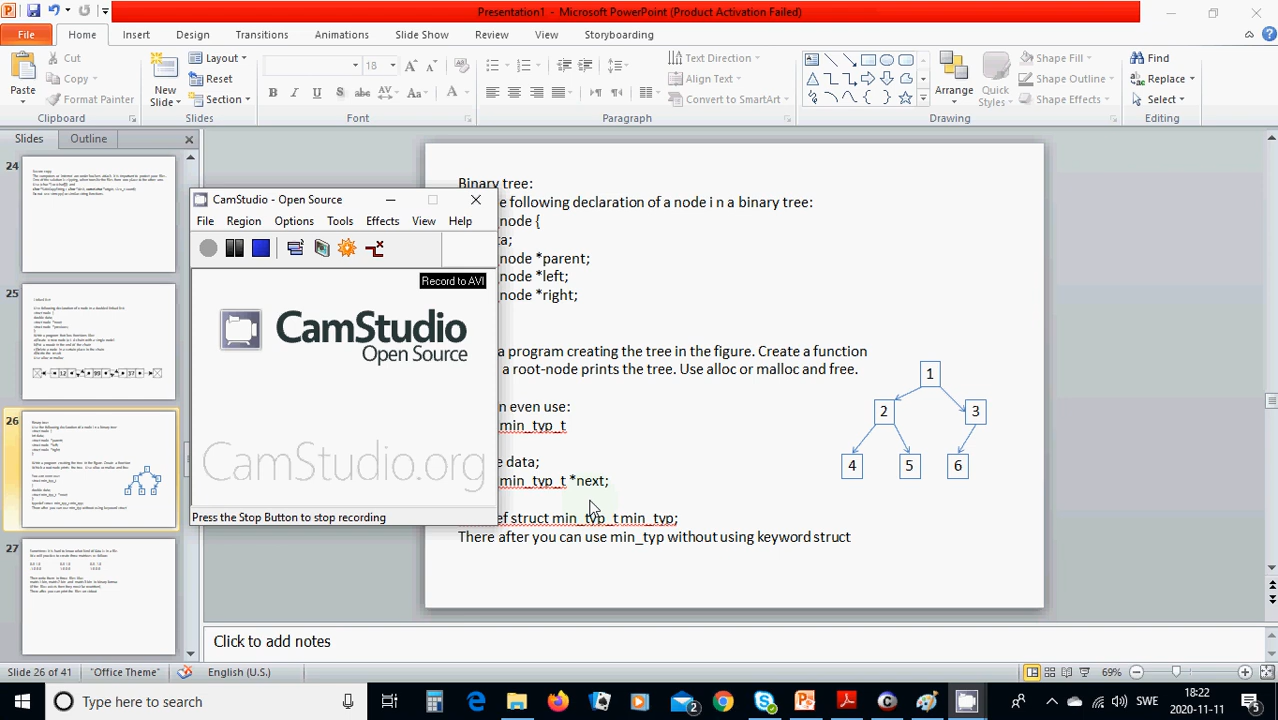 Presentation1 - Microsoft PowerPoint (Product Activation Failed)
File Home Insert Design Transitions Animations Slide Show Review View Storyboarding
Paste
Cut
Copy
Format Painter
Clipboard
New Slide
Layout
Reset
Section
Slides
18
Font
Paragraph
Text Direction
Align Text
Convert to SmartArt
Arrange
Quick Styles
Shape Fill
Shape Outline
Shape Effects
Drawing
Find
Replace
Select
Editing
Slides Outline
24
25
26
27
CamStudio - Open Source
File Region Options Tools Effects View Help
Record to AVI
CamStudio
Open Source
CamStudio.org
Press the Stop Button to stop recording
Binary tree:
e following declaration of a node i n a binary tree:
node {
ta;
node *parent;
node *left;
node *right;
a program creating the tree in the figure. Create a function
a root-node prints the tree. Use alloc or malloc and free.
n even use:
min_typ_t
e data;
min_typ_t *next;
ef struct min_typ_t min_typ;
There after you can use min_typ without using keyword struct
1
2 3
4 5 6
Click to add notes
Slide 26 of 41 "Office Theme" English (U.S.) 69%
Type here to search
2
SWE
18:22
2020-11-11